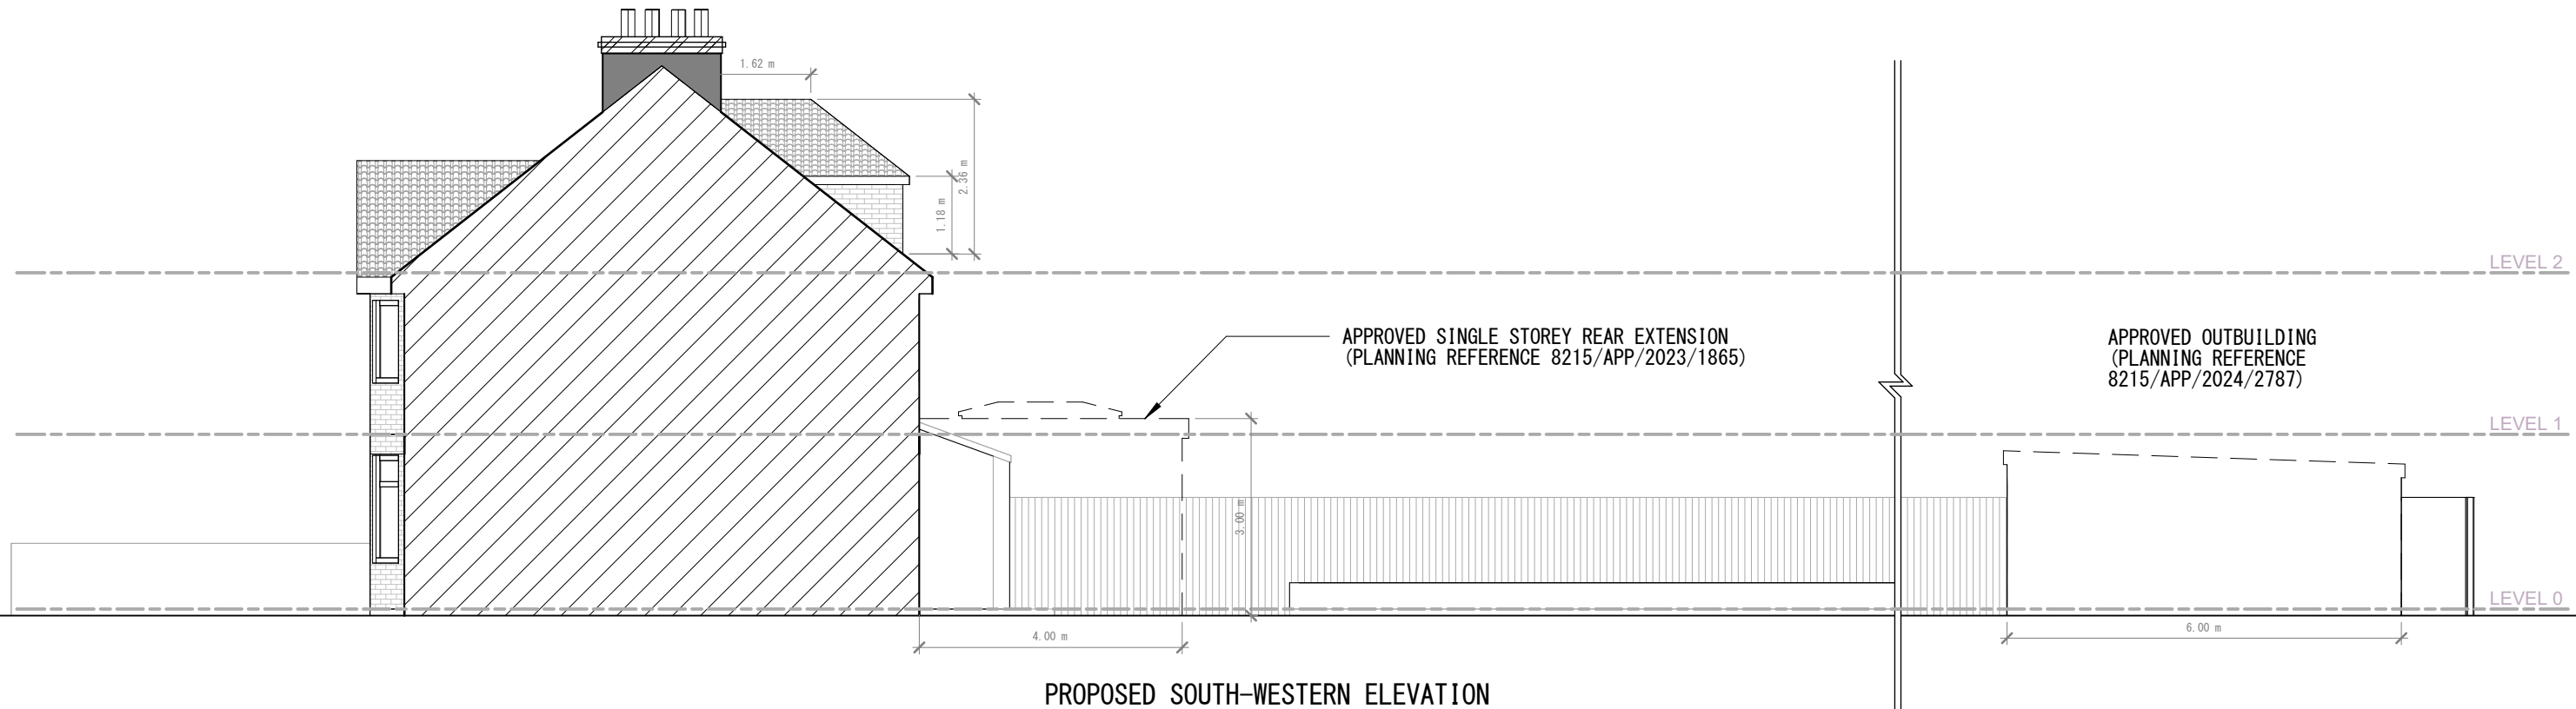 1.62 m
2.36 m
1.18 m
LEVEL 2
APPROVED SINGLE STOREY REAR EXTENSION
(PLANNING REFERENCE 8215/APP/2023/1865)
APPROVED OUTBUILDING
(PLANNING REFERENCE
8215/APP/2024/2787)
LEVEL 1
3.00 m
LEVEL 0
4.00 m
6.00 m
PROPOSED SOUTH-WESTERN ELEVATION